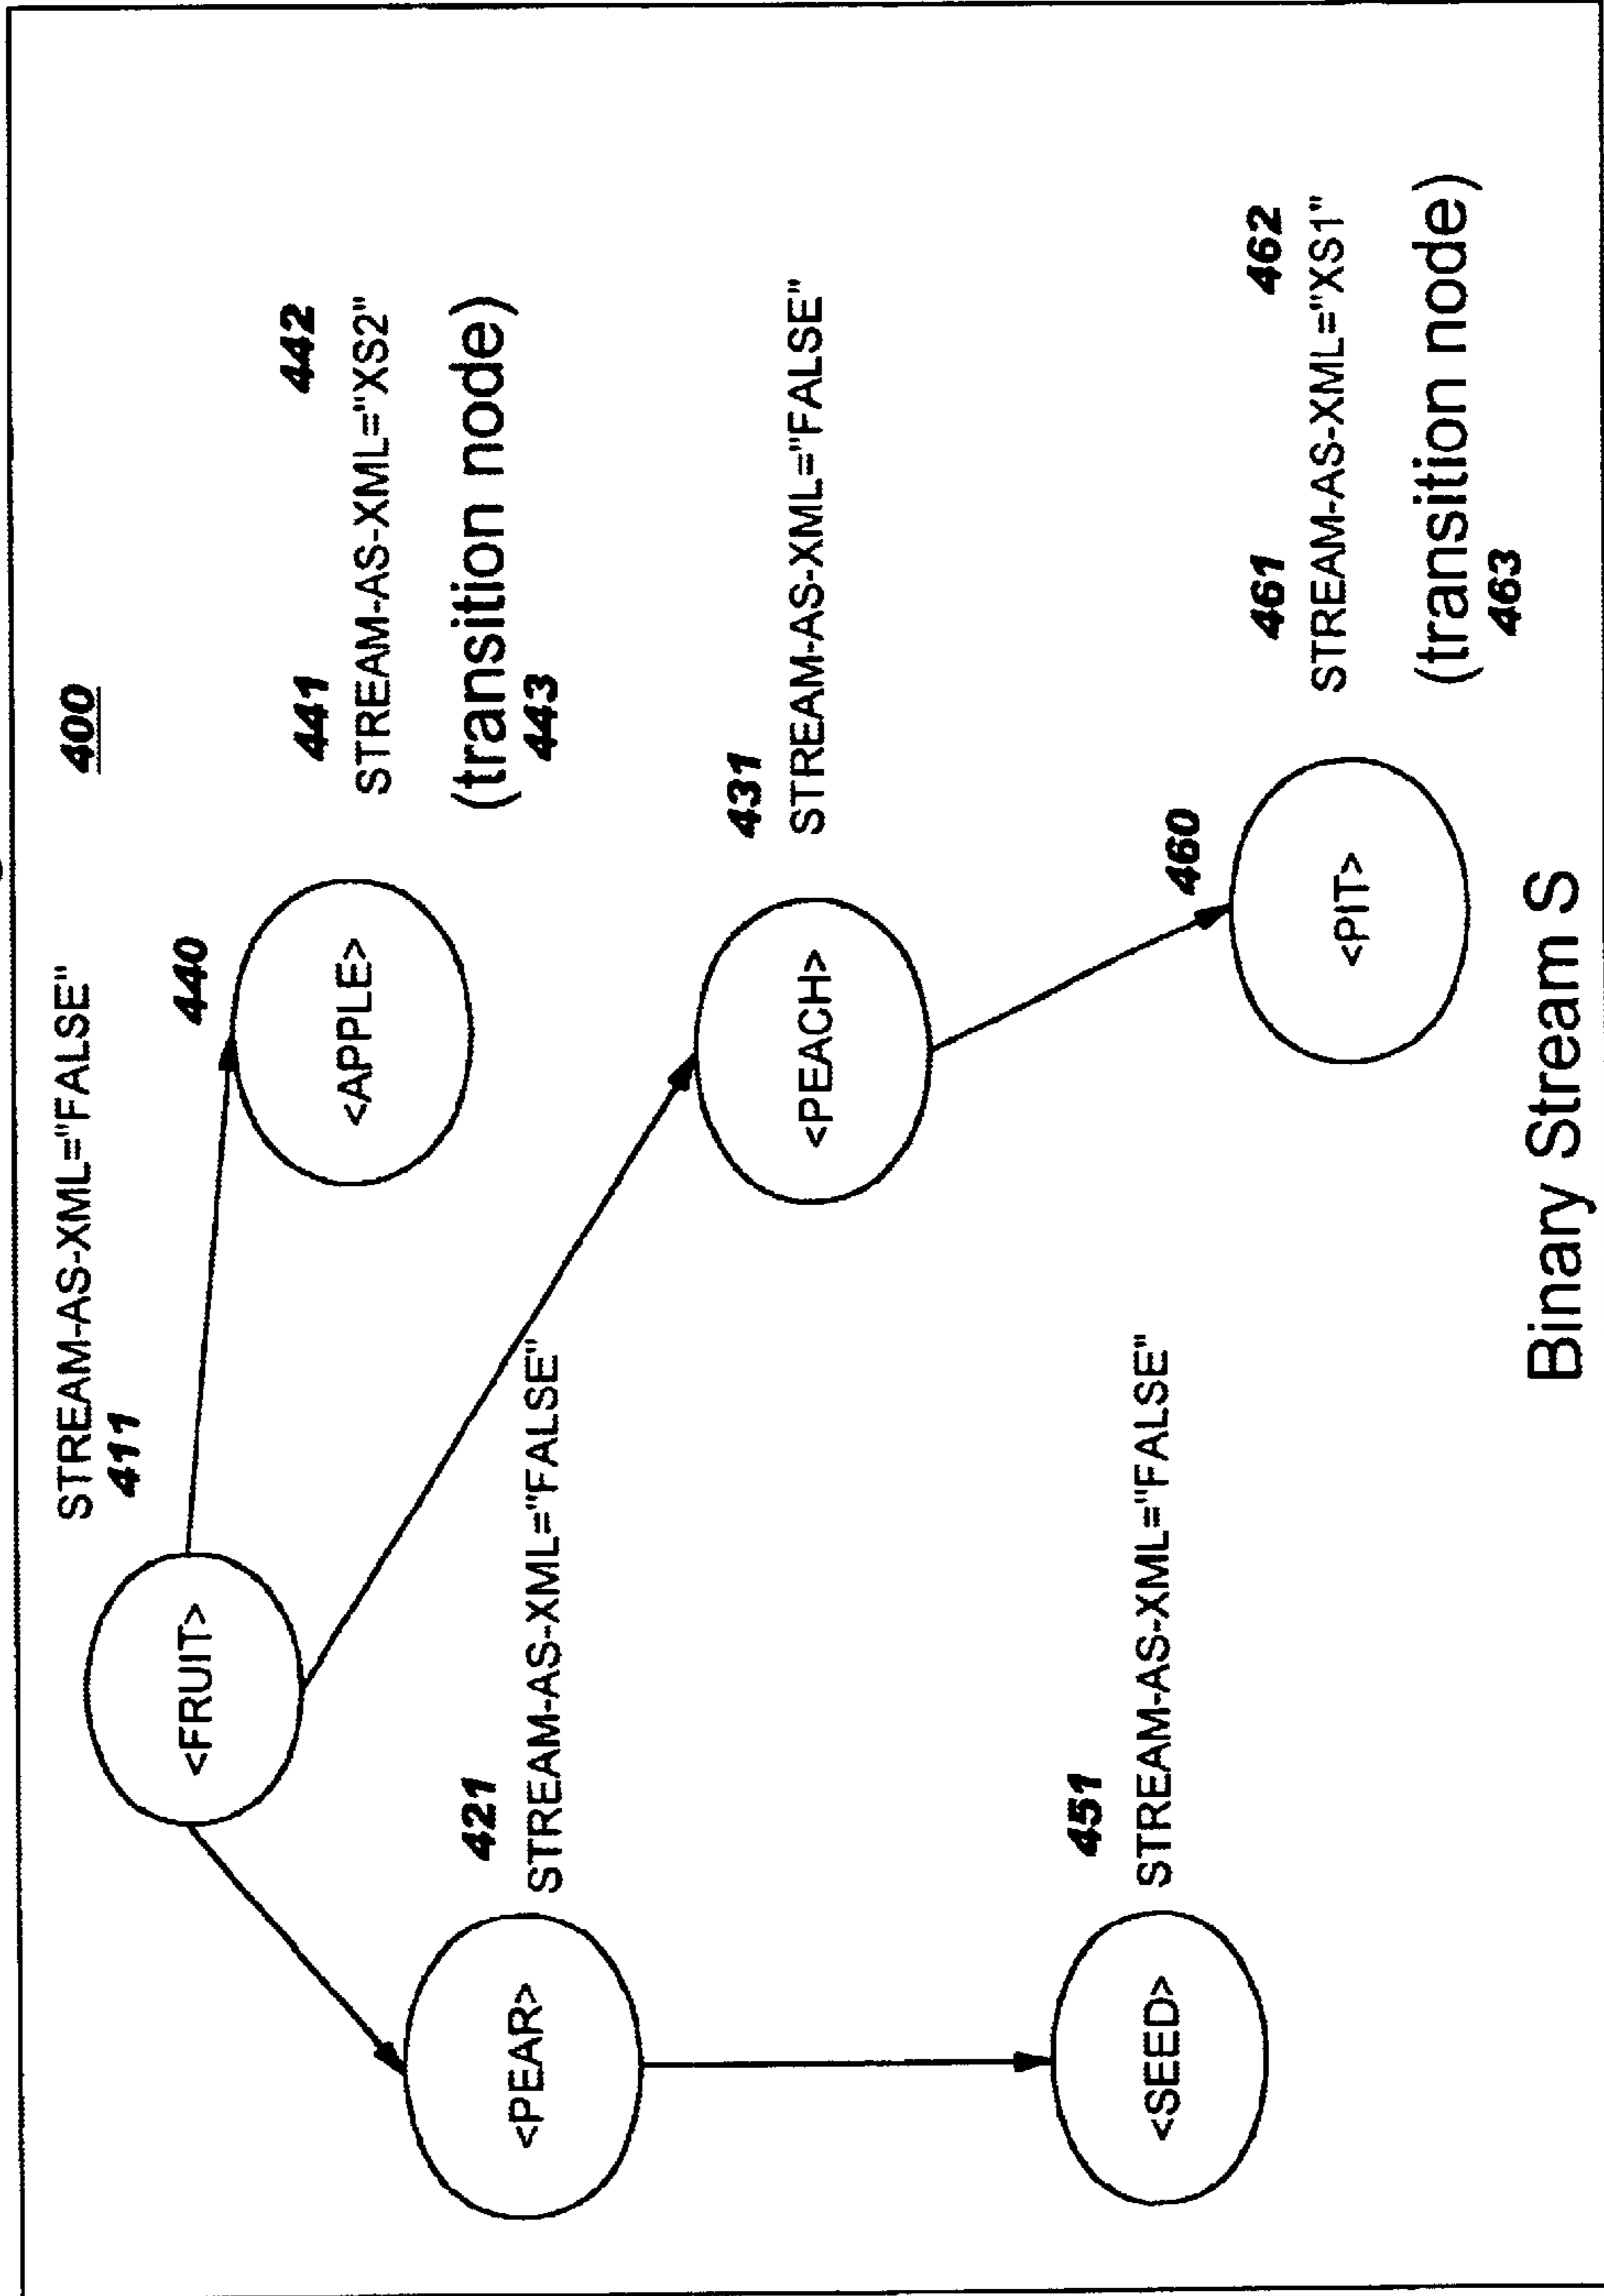 400
STREAM-AS-XML="FALSE"
411
<FRUIT>
440
<APPLE>
441
442
STREAM-AS-XML="XS2"
(transition node)
443
421
STREAM-AS-XML="FALSE"
<PEAR>
431
STREAM-AS-XML="FALSE"
<PEACH>
451
STREAM-AS-XML="FALSE"
<SEED>
460
<PIT>
461
462
STREAM-AS-XML="XS1"
(transition node)
463
Binary Stream S